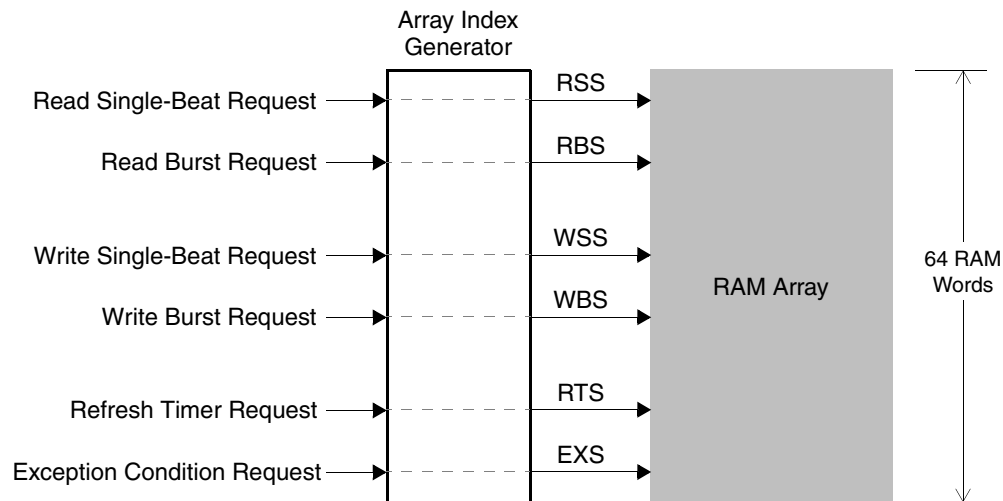 Array Index
Generator
Read Single-Beat Request
RSS
Read Burst Request
RBS
Write Single-Beat Request
WSS
Write Burst Request
WBS
RAM Array
64 RAM
Words
Refresh Timer Request
RTS
Exception Condition Request
EXS